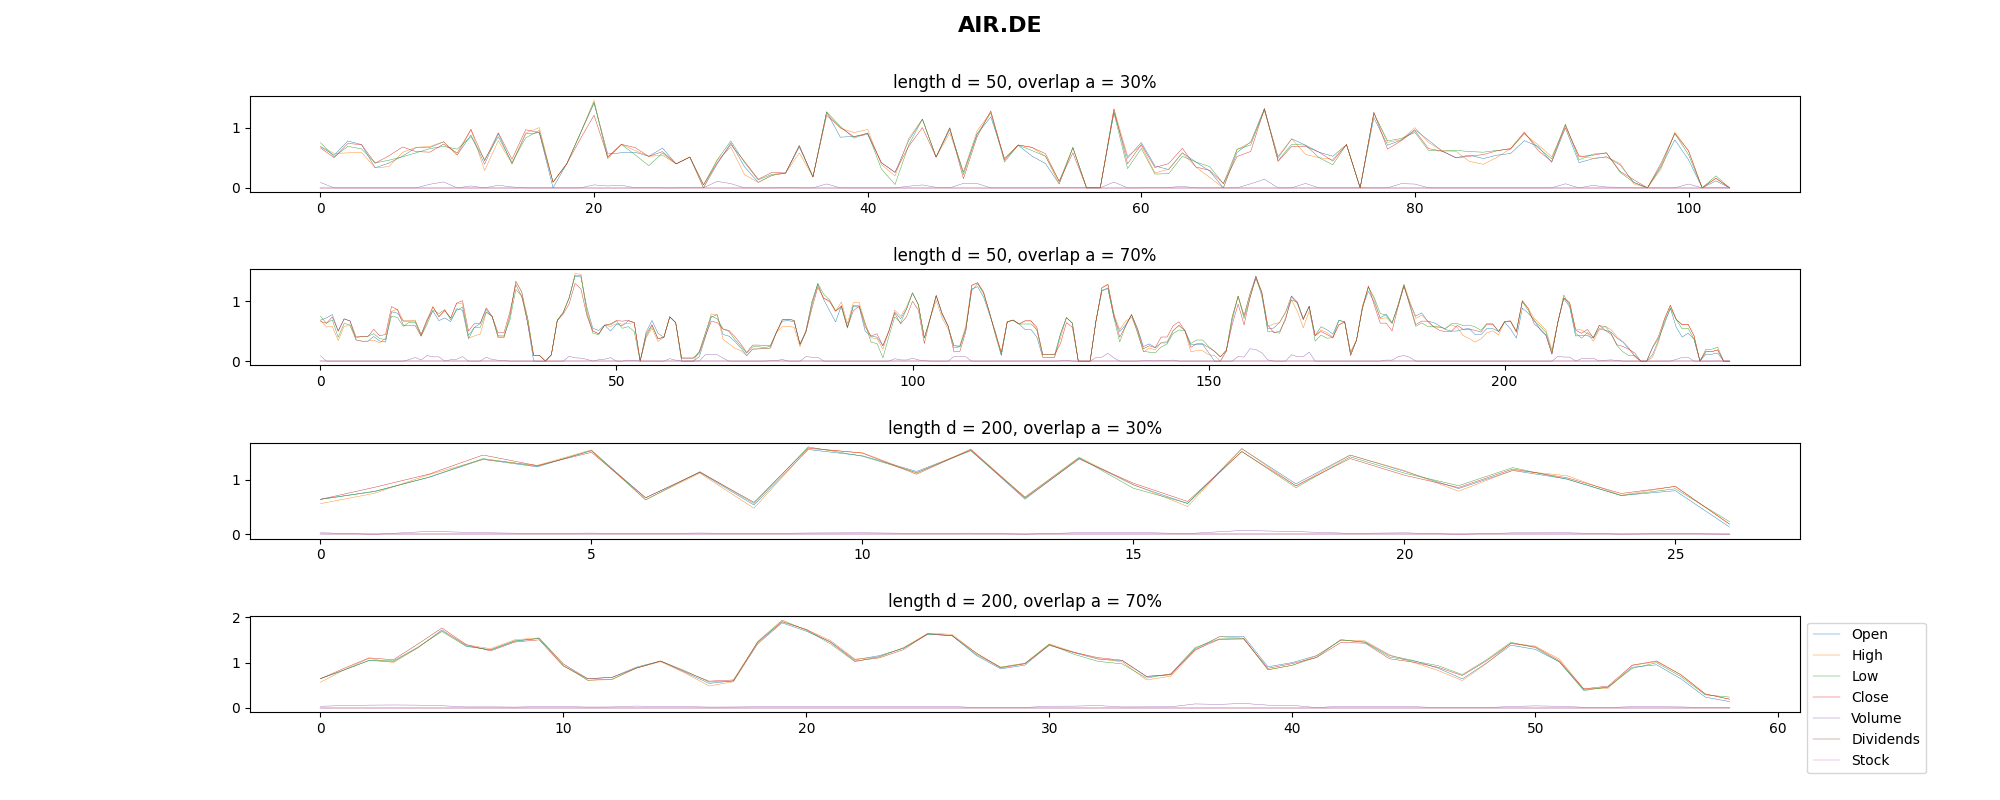 AIR.DE
length d = 50, overlap a = 30%
1
0
0 20 40 60 80 100
length d = 50, overlap a = 70%
1
0
0 50 100 150 200
length d = 200, overlap a = 30%
1
0
0 5 10 15 20 25
length d = 200, overlap a = 70%
2
1
0
0 10 20 30 40 50 60
Open
High
Low
Close
Volume
Dividends
Stock